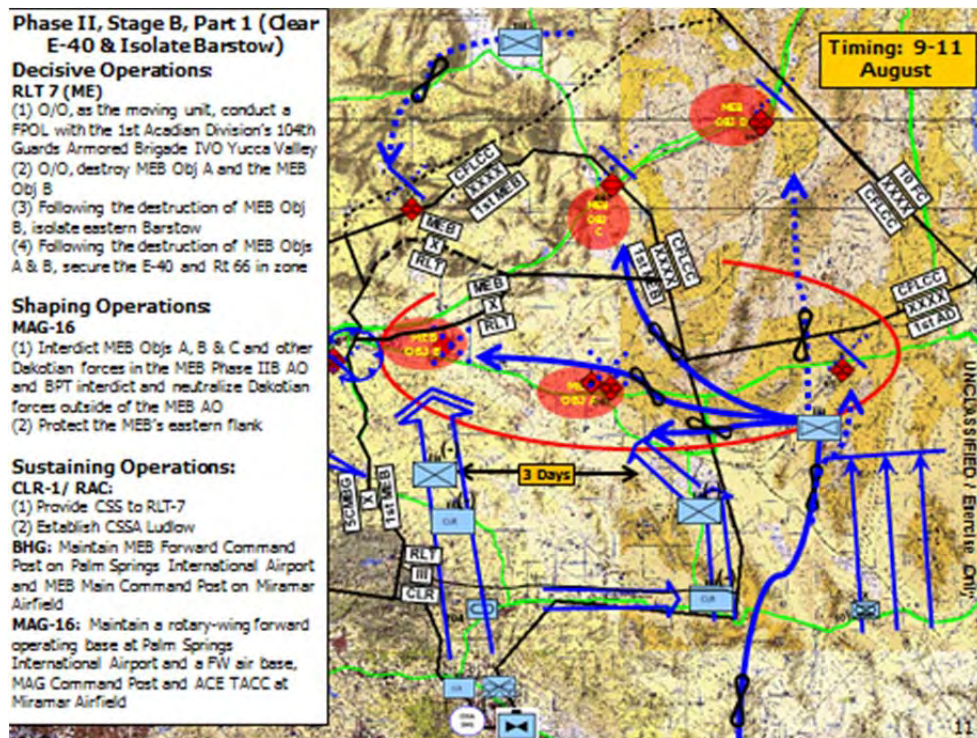 Phase II, Stage B, Part 1 (Clear
E-40 & Isolate Barstow)
Decisive Operations:
RLT 7 (ME)
(1) O/O, as the moving unit, conduct a
FPOL with the 1st Acadian Division's 104th
Guards Armored Brigade IVO Yucca Valley
(2) O/O, destroy MEB Obj A and the MEB
Obj B
(3) Following the destruction of MEB Obj
B, isolate eastern Barstow
(4) Following the destruction of MEB Objs
A & B, secure the E-40 and Rt 66 in zone
Shaping Operations:
MAG-16
(1) Interdict MEB Objs A, B & C and other
Dakotian forces in the MEB Phase IIB AO
and BPT interdict and neutralize Dakotian
forces outside of the MEB AO
(2) Protect the MEB's eastern flank
Sustaining Operations:
CLR-1/ RAC:
(1) Provide CSS to RLT-7
(2) Establish CSSA Ludlow
BHG: Maintain MEB Forward Command
Post on Palm Springs International Airport
and MEB Main Command Post on Miramar
Airfield
MAG-16: Maintain a rotary-wing forward
operating base at Palm Springs
International Airport and a FW air base,
MAG Command Post and ACE TACC at
Miramar Airfield
Timing: 9-11
August
MEB
OBJ D
CFLCC
XXXX
1st MEB
10 FC
XXXX
CFLCC
MEB
OBJ
C
MEB
X
RLT
CFLCC
XXXX
1st MEB
MEB
X
RLT
CFLCC
XXXX
1st AD
MEB
OBJ
OBJ
3 Days
SCMBG
X
1st MEB
CLR
RLT
III
CLR
CLR
CLR
UNCLASSIFIED / Exercise Only
11